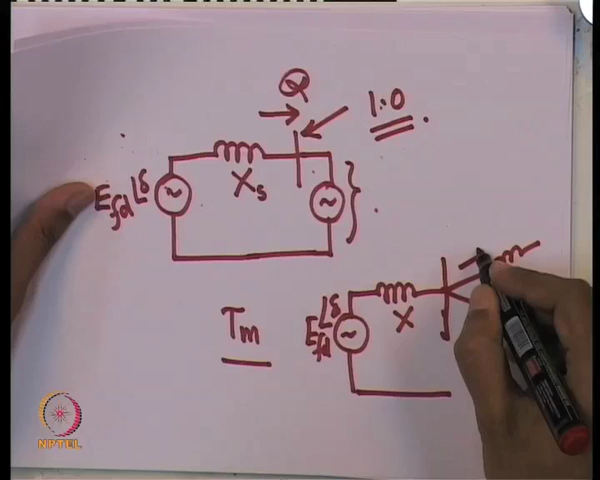 Q
1.0
E_fd∠δ
X_s
T_m
E_fd∠δ
X
NPTEL